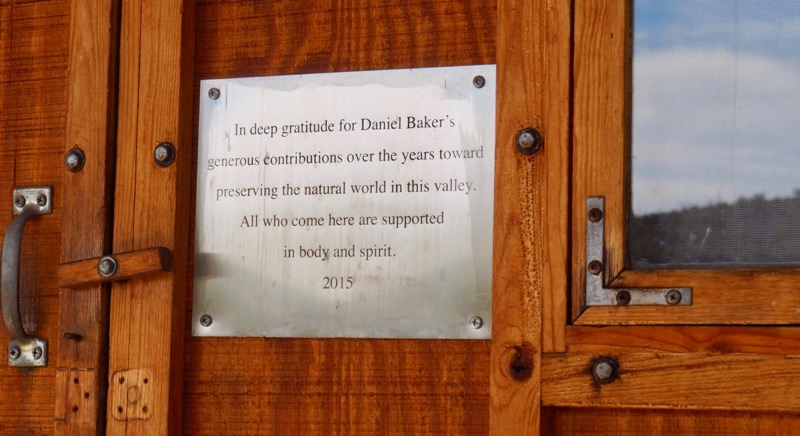 In deep gratitude for Daniel Baker's
generous contributions over the years toward
preserving the natural world in this valley.
All who come here are supported
in body and spirit.
2015